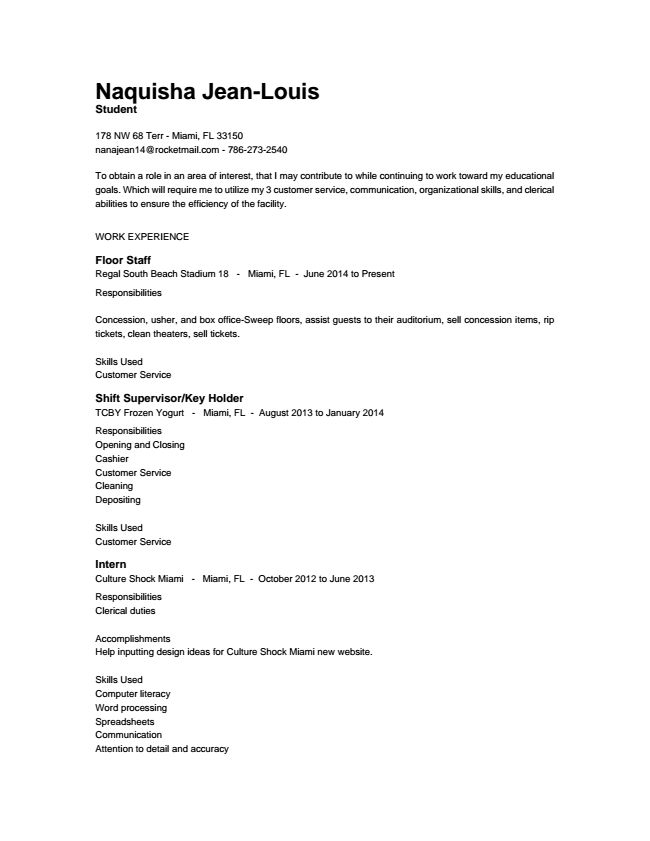 Naquisha Jean-Louis
Student
178 NW 68 Terr - Miami, FL 33150
nanajean14@rocketmail.com - 786-273-2540
To obtain a role in an area of interest, that I may contribute to while continuing to work toward my educational
goals. Which will require me to utilize my 3 customer service, communication, organizational skills, and clerical
abilities to ensure the efficiency of the facility.
WORK EXPERIENCE
Floor Staff
Regal South Beach Stadium 18 - Miami, FL - June 2014 to Present
Responsibilities
Concession, usher, and box office-Sweep floors, assist guests to their auditorium, sell concession items, rip
tickets, clean theaters, sell tickets.
Skills Used
Customer Service
Shift Supervisor/Key Holder
TCBY Frozen Yogurt - Miami, FL - August 2013 to January 2014
Responsibilities
Opening and Closing
Cashier
Customer Service
Cleaning
Depositing
Skills Used
Customer Service
Intern
Culture Shock Miami - Miami, FL - October 2012 to June 2013
Responsibilities
Clerical duties
Accomplishments
Help inputting design ideas for Culture Shock Miami new website.
Skills Used
Computer literacy
Word processing
Spreadsheets
Communication
Attention to detail and accuracy